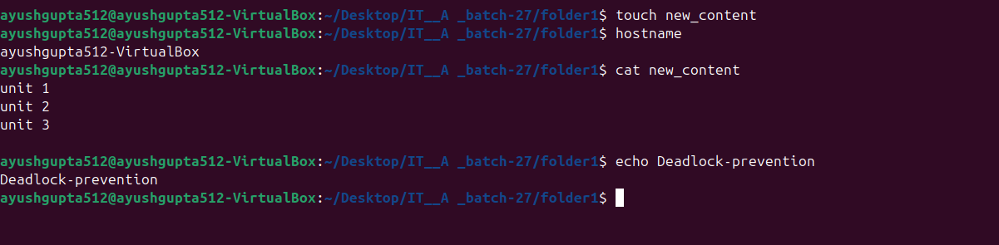 ayushgupta512@ayushgupta512-VirtualBox:~/Desktop/IT__A _batch-27/folder1$ touch new_content
ayushgupta512@ayushgupta512-VirtualBox:~/Desktop/IT__A _batch-27/folder1$ hostname
ayushgupta512-VirtualBox
ayushgupta512@ayushgupta512-VirtualBox:~/Desktop/IT__A _batch-27/folder1$ cat new_content
unit 1
unit 2
unit 3
ayushgupta512@ayushgupta512-VirtualBox:~/Desktop/IT__A _batch-27/folder1$ echo Deadlock-prevention
Deadlock-prevention
ayushgupta512@ayushgupta512-VirtualBox:~/Desktop/IT__A _batch-27/folder1$